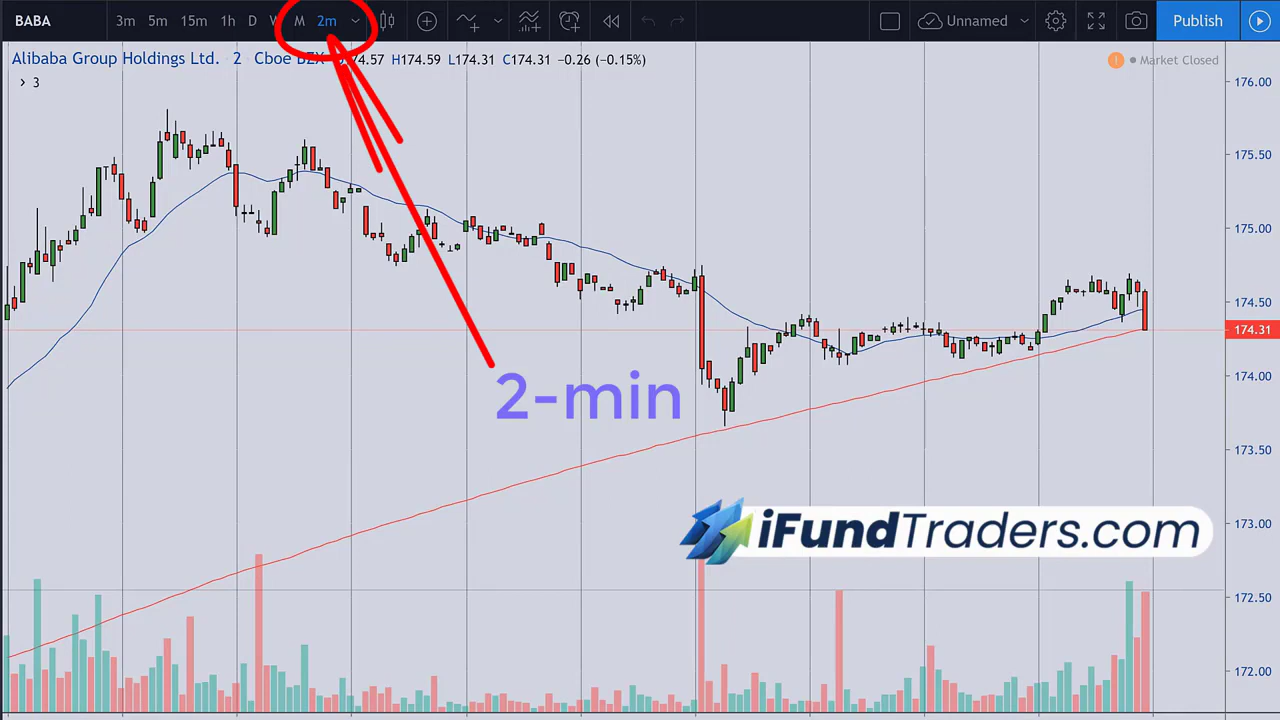 BABA 3m 5m 15m 1h D W M 2m Unnamed Publish
Alibaba Group Holdings Ltd. 2 Cboe BZX 174.57 H174.59 L174.31 C174.31 −0.26 (−0.15%) Market Closed
3
176.00
175.50
175.00
174.50
174.31
174.00
2-min
173.50
iFundTraders.com
173.00
172.50
172.00